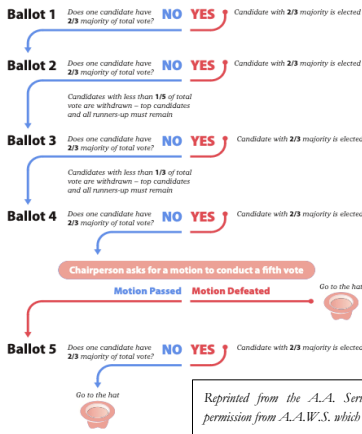 Ballot 1 Does one candidate have 2/3 majority of total vote? NO YES Candidate with 2/3 majority is elected
Ballot 2 Does one candidate have 2/3 majority of total vote? NO YES Candidate with 2/3 majority is elected
Candidates with less than 1/5 of total
vote are withdrawn – top candidates
and all runners-up must remain
Ballot 3 Does one candidate have 2/3 majority of total vote? NO YES Candidate with 2/3 majority is elected
Candidates with less than 1/3 of total
vote are withdrawn – top candidates
and all runners-up must remain
Ballot 4 Does one candidate have 2/3 majority of total vote? NO YES Candidate with 2/3 majority is elected
Chairperson asks for a motion to conduct a fifth vote
Motion Passed Motion Defeated
Go to the hat
Ballot 5 Does one candidate have 2/3 majority of total vote? NO YES Candidate with 2/3 majority is elected
Go to the hat
Reprinted from the A.A.
permission from A.A.W.S. which